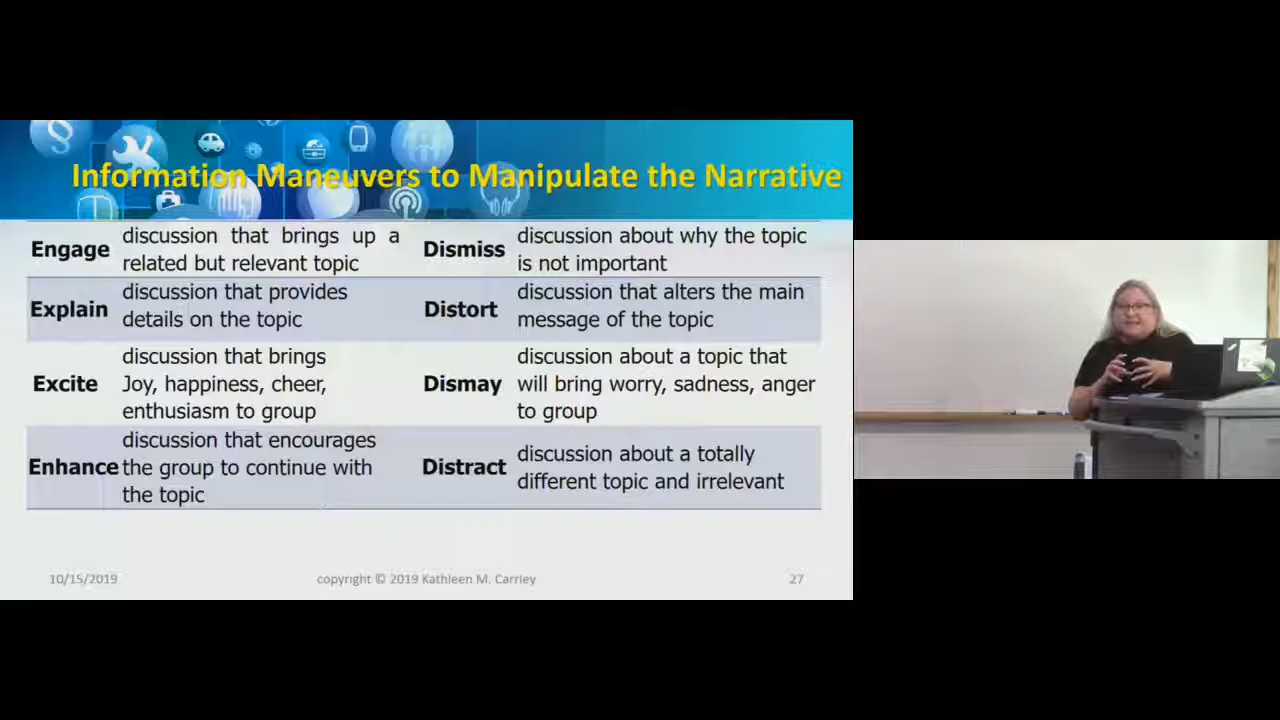 Information Maneuvers to Manipulate the Narrative
Engage
discussion that brings up a
related but relevant topic
Dismiss
discussion about why the topic
is not important
Explain
discussion that provides
details on the topic
Distort
discussion that alters the main
message of the topic
Excite
discussion that brings
Joy, happiness, cheer,
enthusiasm to group
Dismay
discussion about a topic that
will bring worry, sadness, anger
to group
Enhance
discussion that encourages
the group to continue with
the topic
Distract
discussion about a totally
different topic and irrelevant
10/15/2019
copyright © 2019 Kathleen M. Carrley
27